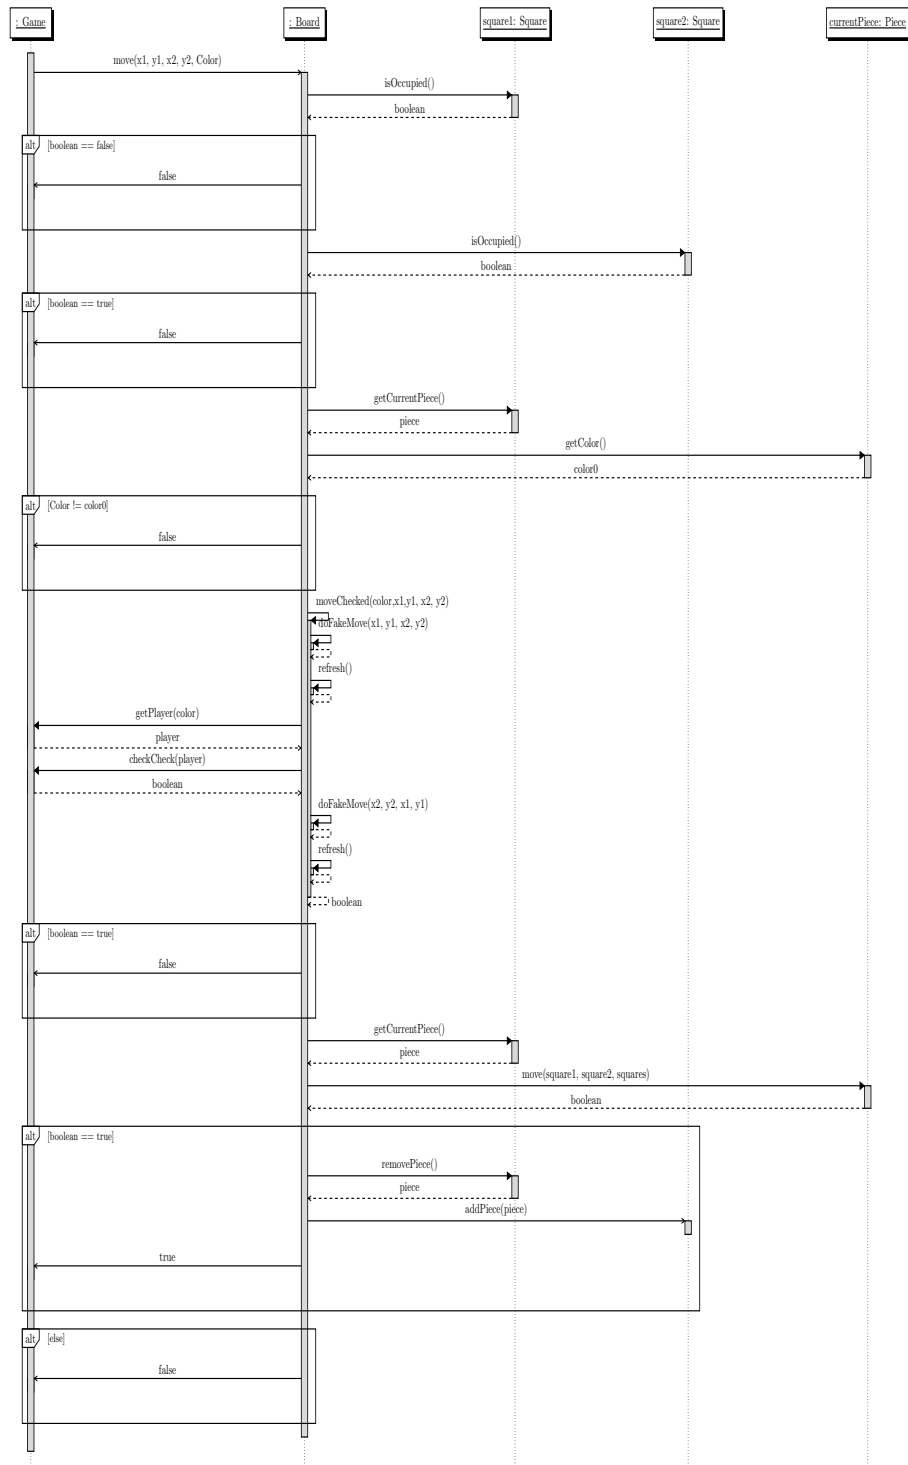 : Game
: Board
square1: Square
square2: Square
currentPiece: Piece
move(x1, y1, x2, y2, Color)
isOccupied()
boolean
alt [boolean == false]
false
isOccupied()
boolean
alt [boolean == true]
false
getCurrentPiece()
piece
getColor()
color0
alt [Color != color0]
false
moveChecked(color,x1,y1, x2, y2)
doFakeMove(x1, y1, x2, y2)
refresh()
getPlayer(color)
player
checkCheck(player)
boolean
doFakeMove(x2, y2, x1, y1)
refresh()
boolean
alt [boolean == true]
false
getCurrentPiece()
piece
move(square1, square2, squares)
boolean
alt [boolean == true]
removePiece()
piece
addPiece(piece)
true
alt [else]
false